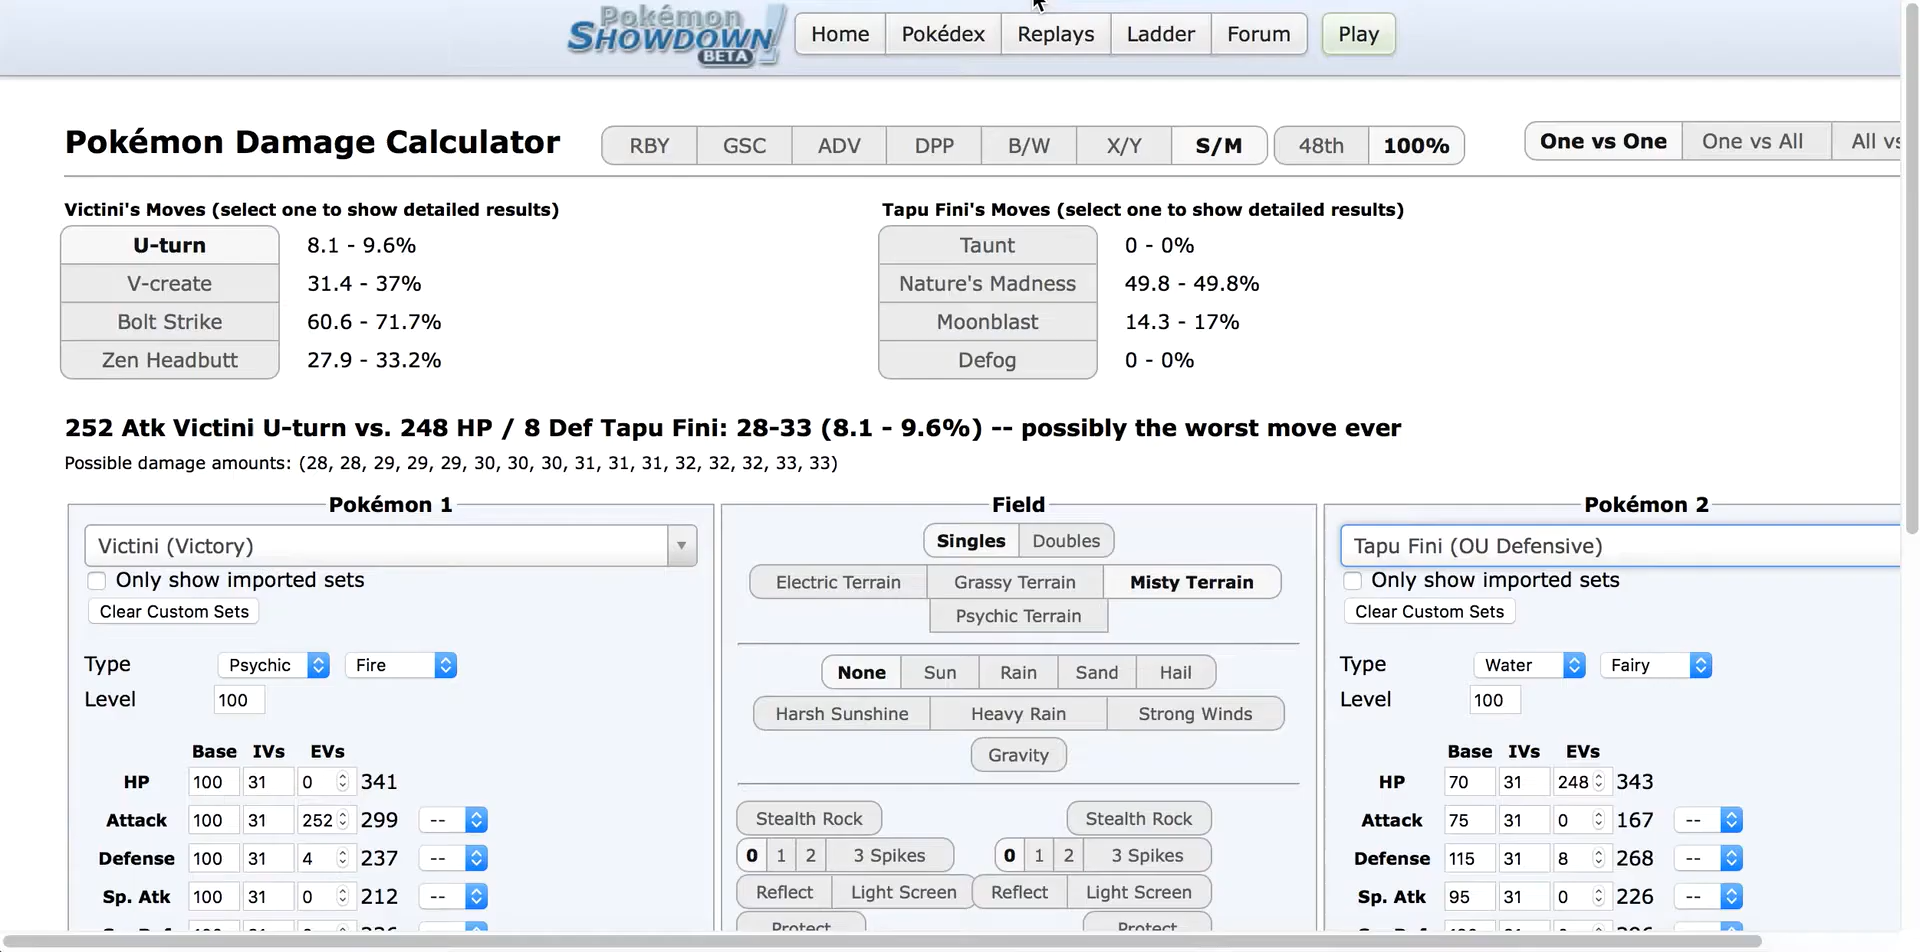 Pokémon
SHOWDOWN!
BETA
Home Pokédex Replays Ladder Forum Play
Pokémon Damage Calculator RBY GSC ADV DPP B/W X/Y S/M 48th 100% One vs One One vs All All vs
Victini's Moves (select one to show detailed results) Tapu Fini's Moves (select one to show detailed results)
U-turn 8.1 - 9.6% Taunt 0 - 0%
V-create 31.4 - 37% Nature's Madness 49.8 - 49.8%
Bolt Strike 60.6 - 71.7% Moonblast 14.3 - 17%
Zen Headbutt 27.9 - 33.2% Defog 0 - 0%
252 Atk Victini U-turn vs. 248 HP / 8 Def Tapu Fini: 28-33 (8.1 - 9.6%) -- possibly the worst move ever
Possible damage amounts: (28, 28, 29, 29, 29, 30, 30, 30, 31, 31, 31, 32, 32, 32, 33, 33)
Pokémon 1 Field Pokémon 2
Victini (Victory) Singles Doubles Tapu Fini (OU Defensive)
Only show imported sets Electric Terrain Grassy Terrain Misty Terrain Only show imported sets
Clear Custom Sets Psychic Terrain Clear Custom Sets
Type Psychic Fire None Sun Rain Sand Hail Type Water Fairy
Level 100 Harsh Sunshine Heavy Rain Strong Winds Level 100
Base IVs EVs Gravity Base IVs EVs
HP 100 31 0 341 HP 70 31 248 343
Attack 100 31 252 299 -- Stealth Rock Stealth Rock Attack 75 31 0 167 --
Defense 100 31 4 237 -- 0 1 2 3 Spikes 0 1 2 3 Spikes Defense 115 31 8 268 --
Sp. Atk 100 31 0 212 -- Reflect Light Screen Reflect Light Screen Sp. Atk 95 31 0 226 --
Protect Protect